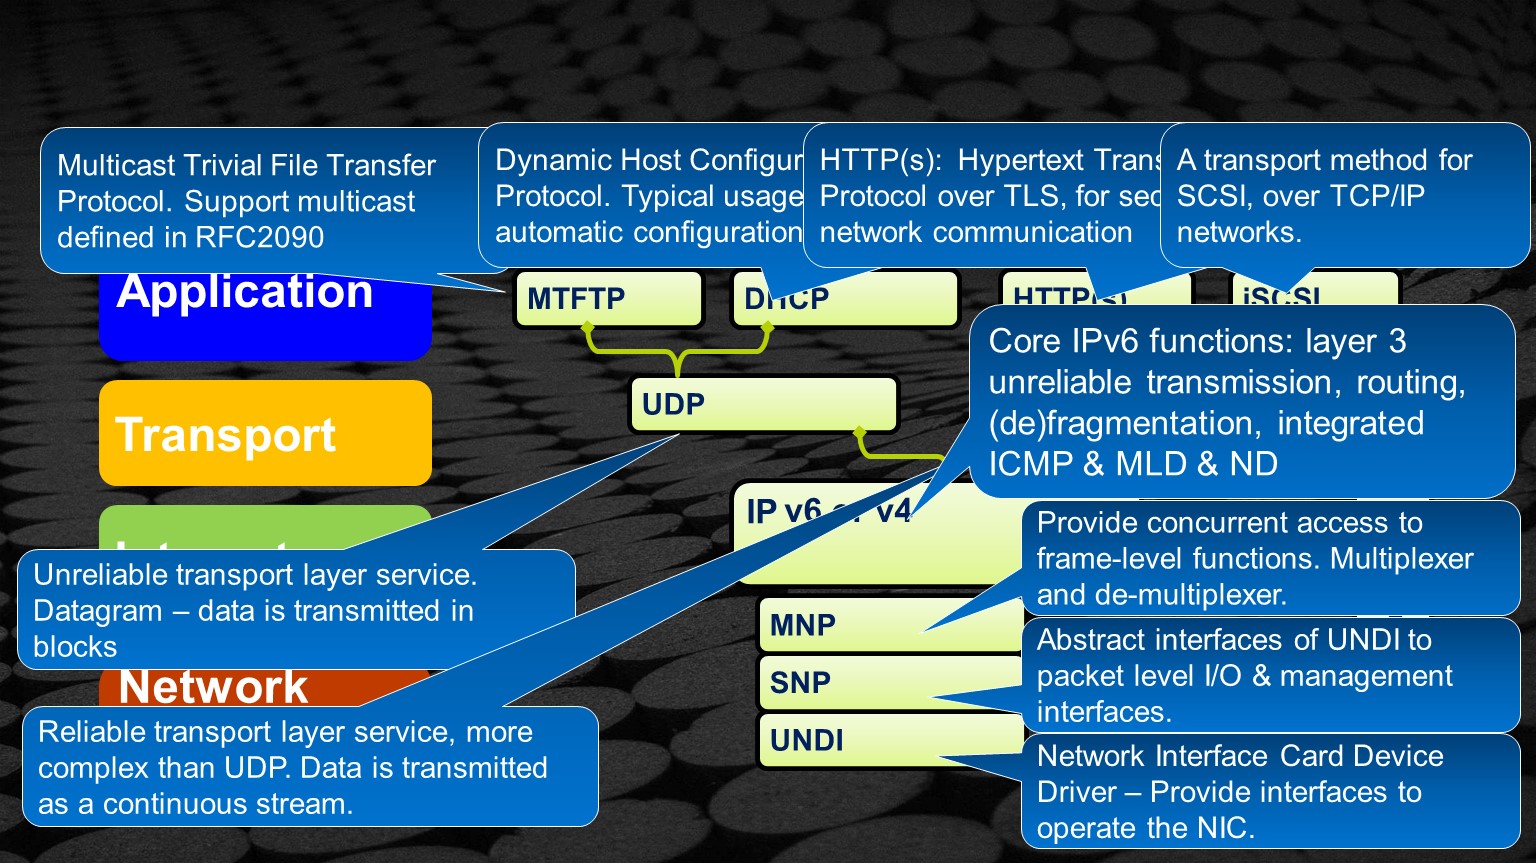 Multicast Trivial File Transfer
Protocol. Support multicast
defined in RFC2090
Dynamic Host Configur
Protocol. Typical usage
automatic configuration
HTTP(s): Hypertext Trans
Protocol over TLS, for sec
network communication
A transport method for
SCSI, over TCP/IP
networks.
Application
MTFTP
DHCP
HTTP(s)
iSCSI
Core IPv6 functions: layer 3
unreliable transmission, routing,
(de)fragmentation, integrated
ICMP & MLD & ND
Transport
UDP
IP v6 or v4
Provide concurrent access to
frame-level functions. Multiplexer
and de-multiplexer.
Unreliable transport layer service.
Datagram – data is transmitted in
blocks
MNP
Abstract interfaces of UNDI to
packet level I/O & management
interfaces.
Network
SNP
Reliable transport layer service, more
complex than UDP. Data is transmitted
as a continuous stream.
UNDI
Network Interface Card Device
Driver – Provide interfaces to
operate the NIC.